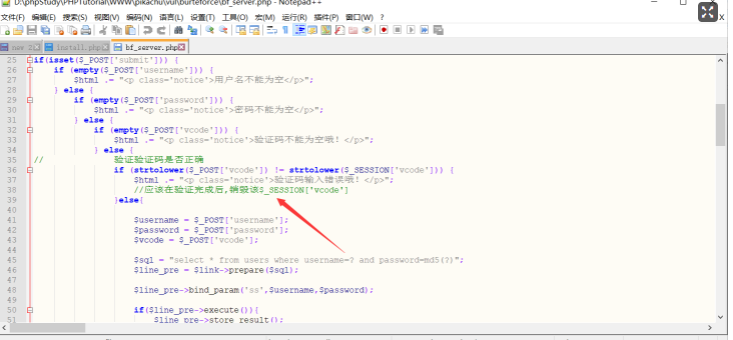 D:\phpStudy\PHPTutorial\WWW\pikachu\vul\burteforce\bf_server.php - Notepad++
文件(F) 编辑(E) 搜索(S) 视图(V) 编码(N) 语言(L) 设置(T) 工具(O) 宏(M) 运行(R) 插件(P) 窗口(W) ?
X
new 2 install.php bf_server.php
25 if(isset($_POST['submit'])) {
26 if (empty($_POST['username'])) {
27 $html .= "<p class='notice'>用户名不能为空</p>";
28 } else {
29 if (empty($_POST['password'])) {
30 $html .= "<p class='notice'>密码不能为空</p>";
31 } else {
32 if (empty($_POST['vcode'])) {
33 $html .= "<p class='notice'>验证码不能为空哦！</p>";
34 } else {
35 // 验证验证码是否正确
36 if (strtolower($_POST['vcode']) != strtolower($_SESSION['vcode'])) {
37 $html .= "<p class='notice'>验证码输入错误哦！</p>";
38 //应该在验证完成后,销毁该$_SESSION['vcode']
39 }else{
40
41 $username = $_POST['username'];
42 $password = $_POST['password'];
43 $vcode = $_POST['vcode'];
44
45 $sql = "select * from users where username=? and password=md5(?)";
46 $line_pre = $link->prepare($sql);
47
48 $line_pre->bind_param('ss',$username,$password);
49
50 if($line_pre->execute()){
51 $line_pre->store_result();